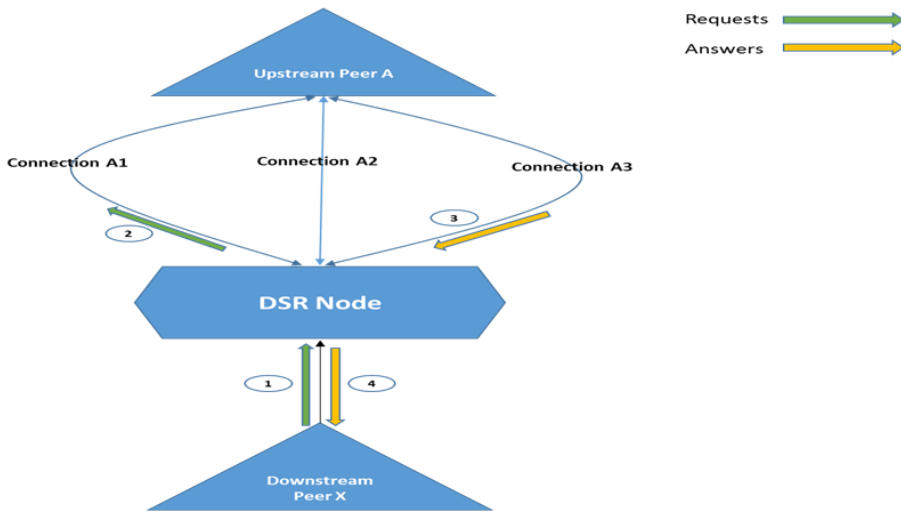 Requests
Answers
Upstream Peer A
Connection A1
Connection A2
Connection A3
2
3
DSR Node
1
4
Downstream
Peer X